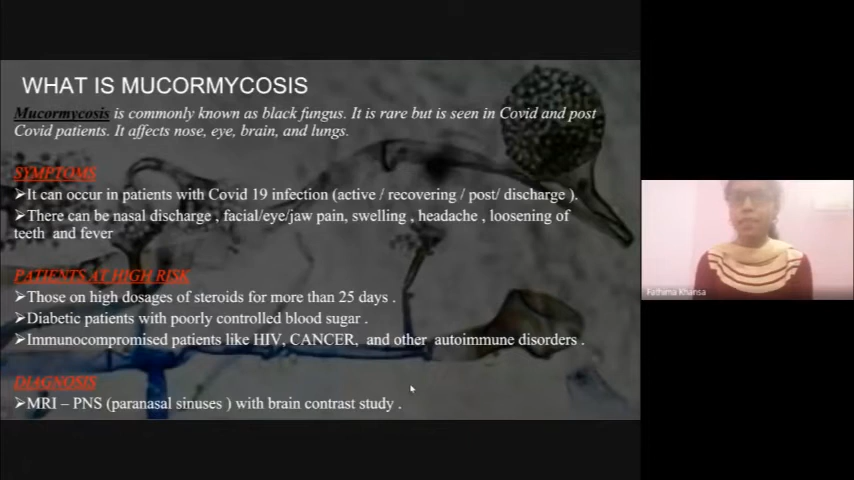 WHAT IS MUCORMYCOSIS
Mucormycosis is commonly known as black fungus. It is rare but is seen in Covid and post
Covid patients. It affects nose, eye, brain, and lungs.
SYMPTOMS
➢It can occur in patients with Covid 19 infection (active / recovering / post/ discharge ).
➢There can be nasal discharge , facial/eye/jaw pain, swelling , headache , loosening of
teeth and fever
PATIENTS AT HIGH RISK
➢Those on high dosages of steroids for more than 25 days .
➢Diabetic patients with poorly controlled blood sugar .
➢Immunocompromised patients like HIV, CANCER, and other autoimmune disorders .
DIAGNOSIS
➢MRI – PNS (paranasal sinuses ) with brain contrast study .
Fathima Khansa